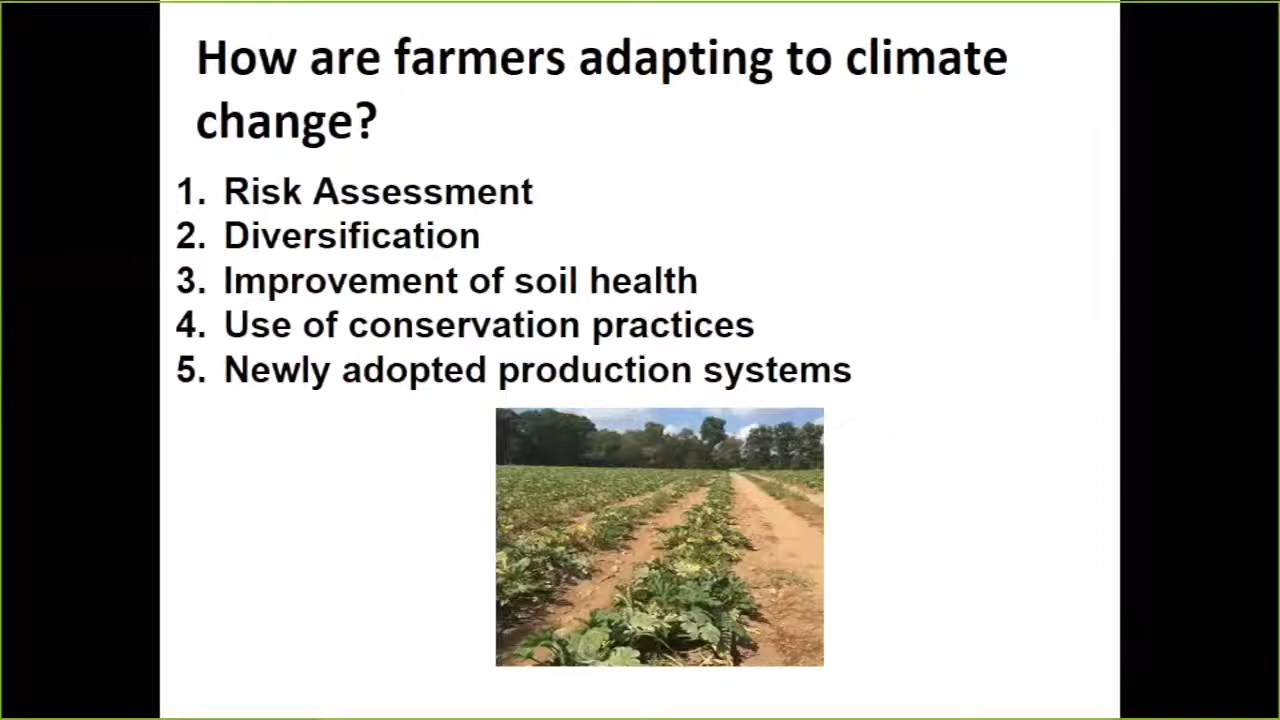 How are farmers adapting to climate
change?
1. Risk Assessment
2. Diversification
3. Improvement of soil health
4. Use of conservation practices
5. Newly adopted production systems